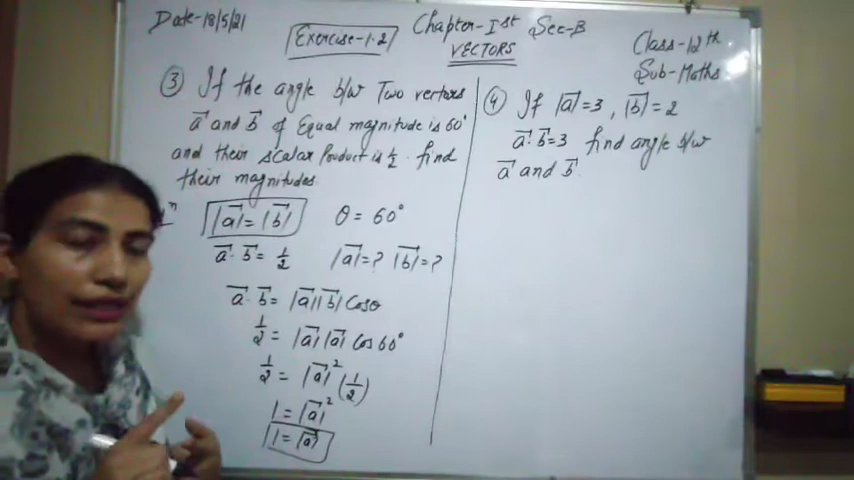 Date-18/5/21
Exercise-1.2
Chapter-Ist Sec-B
VECTORS
Class-12th
Sub-Maths
③ If the angle b/w Two vectors
a⃗ and b⃗ of Equal magnitude is 60°
and their scalar Product is 1/2. find
their magnitudes.
n |a⃗| = |b⃗| θ = 60°
a⃗. b⃗ = 1/2 |a⃗| = ? |b⃗| = ?
a⃗. b⃗ = |a⃗||b⃗| Cosθ
1/2 = |a⃗||a⃗| Cos 60°
1/2 = |a⃗|² (1/2)
1 = |a⃗|²
1 = |a⃗|
④ If |a⃗| = 3, |b⃗| = 2
a⃗. b⃗ = 3 find angle b/w
a⃗ and b⃗.